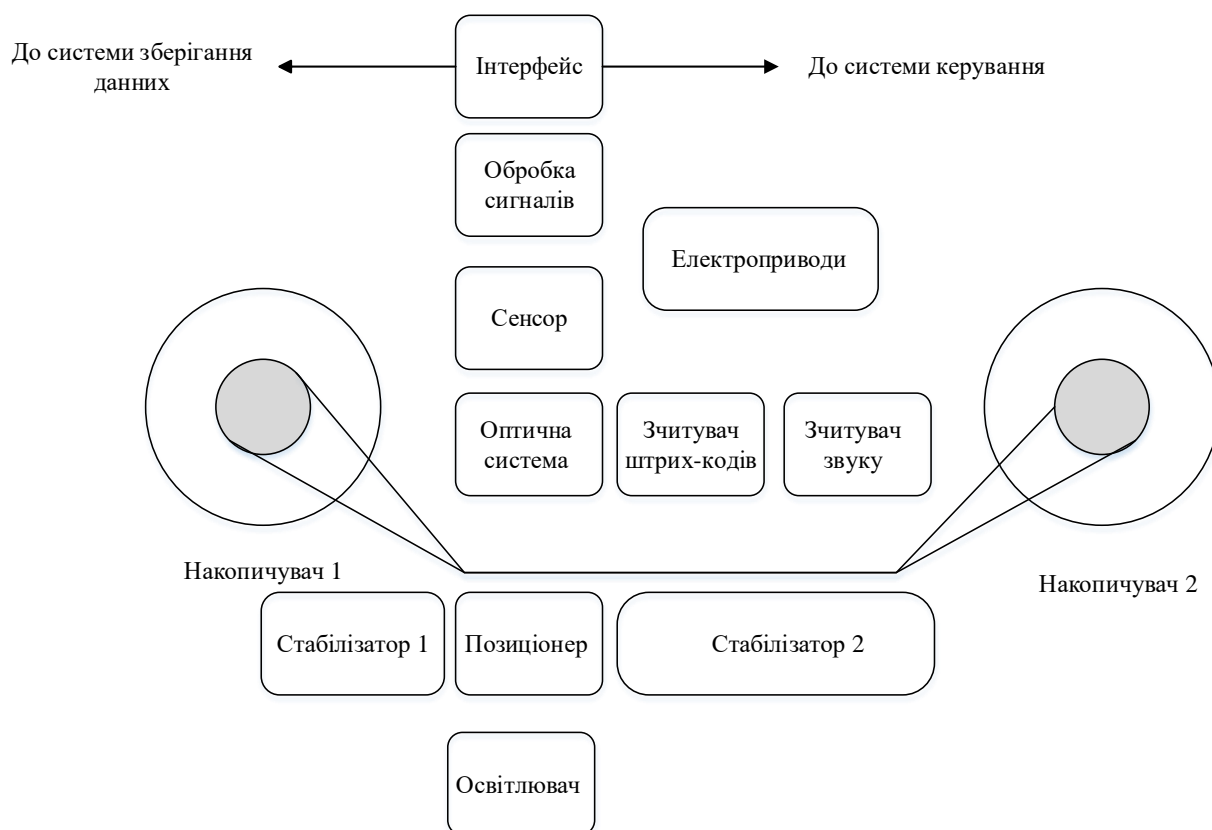 До системи зберігання
данних
Інтерфейс
До системи керування
Обробка
сигналів
Електроприводи
Сенсор
Оптична
система
Зчитувач
штрих-кодів
Зчитувач
звуку
Накопичувач 1
Накопичувач 2
Стабілізатор 1
Позиціонер
Стабілізатор 2
Освітлювач